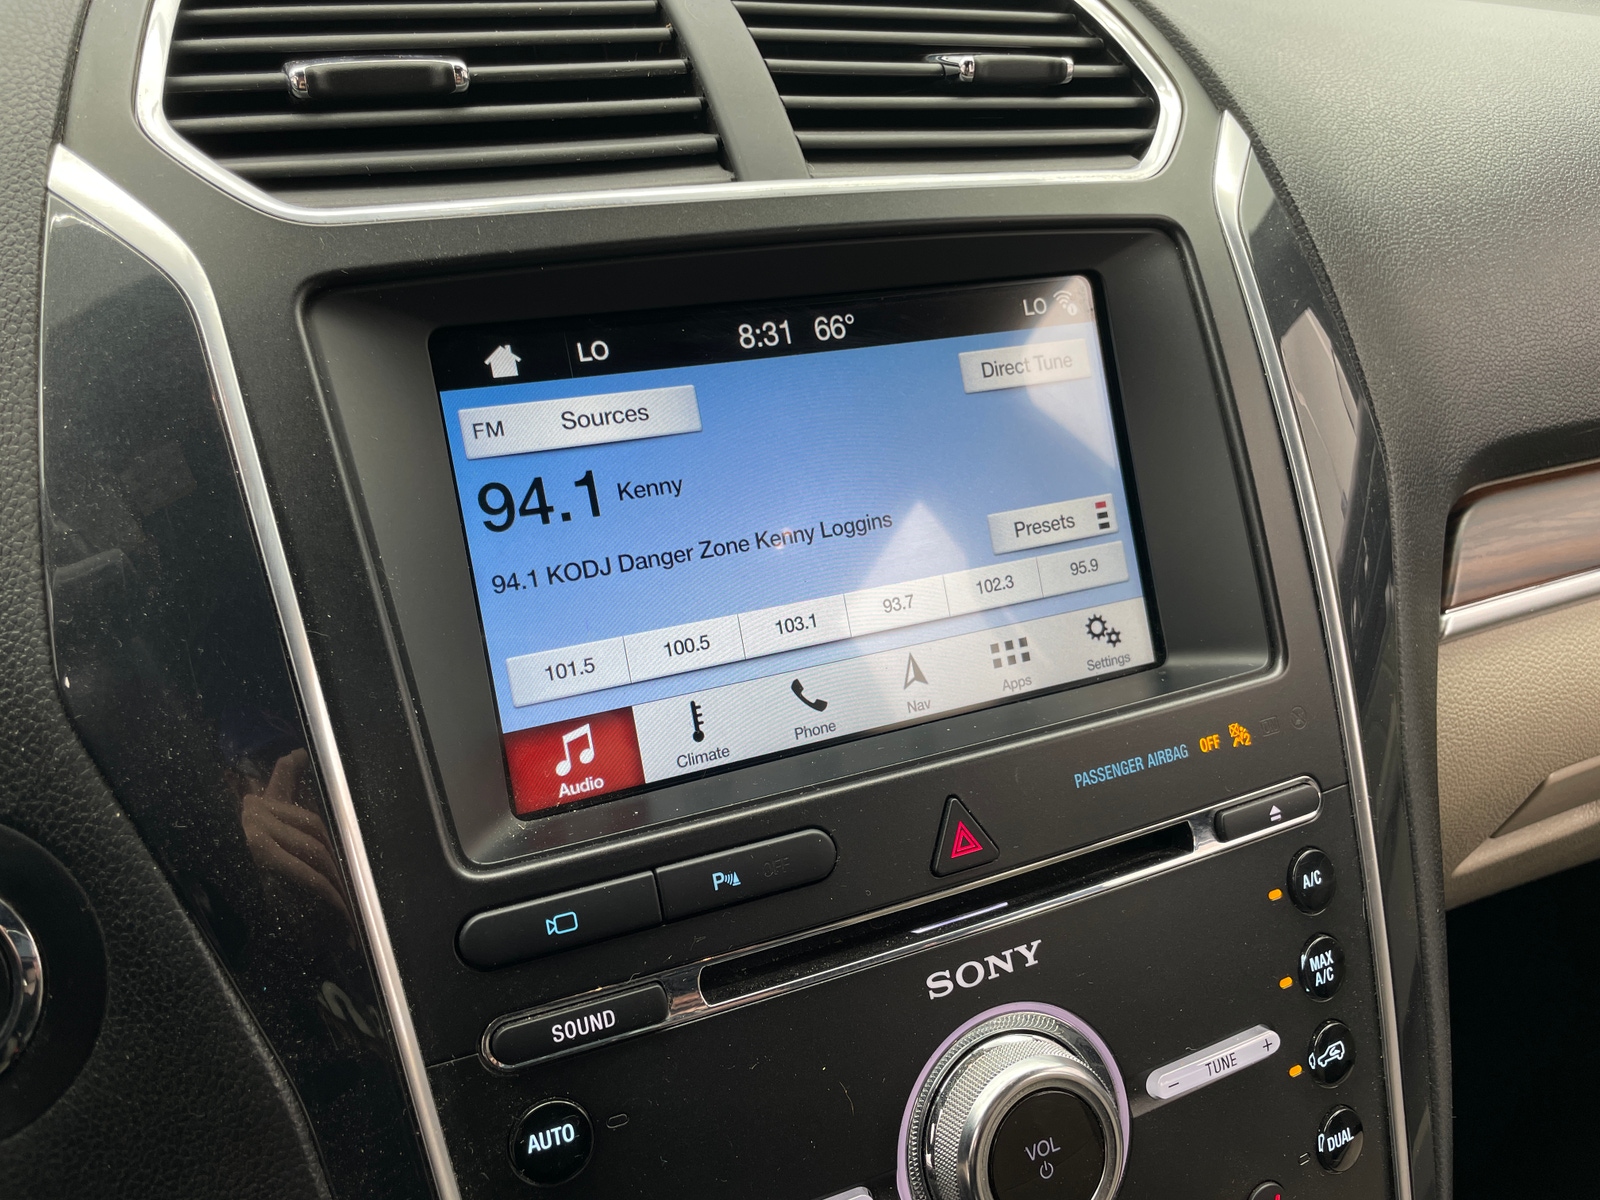 LO 8:31 66° LO
FM Sources
Direct Tune
94.1 Kenny
94.1 KODJ Danger Zone Kenny Loggins
Presets
101.5 100.5 103.1 93.7 102.3 95.9
Audio Climate Phone Nav Apps Settings
PASSENGER AIRBAG OFF 2
P OFF
SONY
SOUND
A/C
MAX
A/C
- TUNE +
AUTO
VOL
DUAL